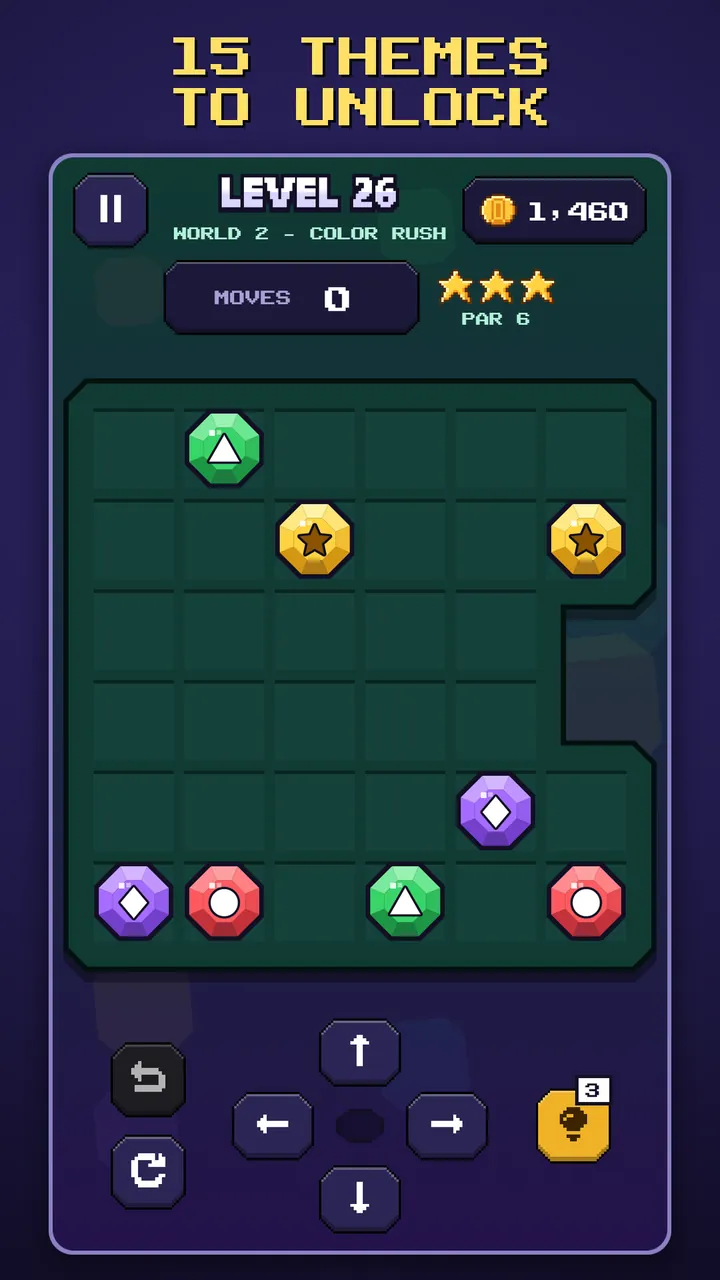 15 THEMES
TO UNLOCK
LEVEL 26
WORLD 2 - COLOR RUSH
1,460
MOVES 0
PAR 6
3